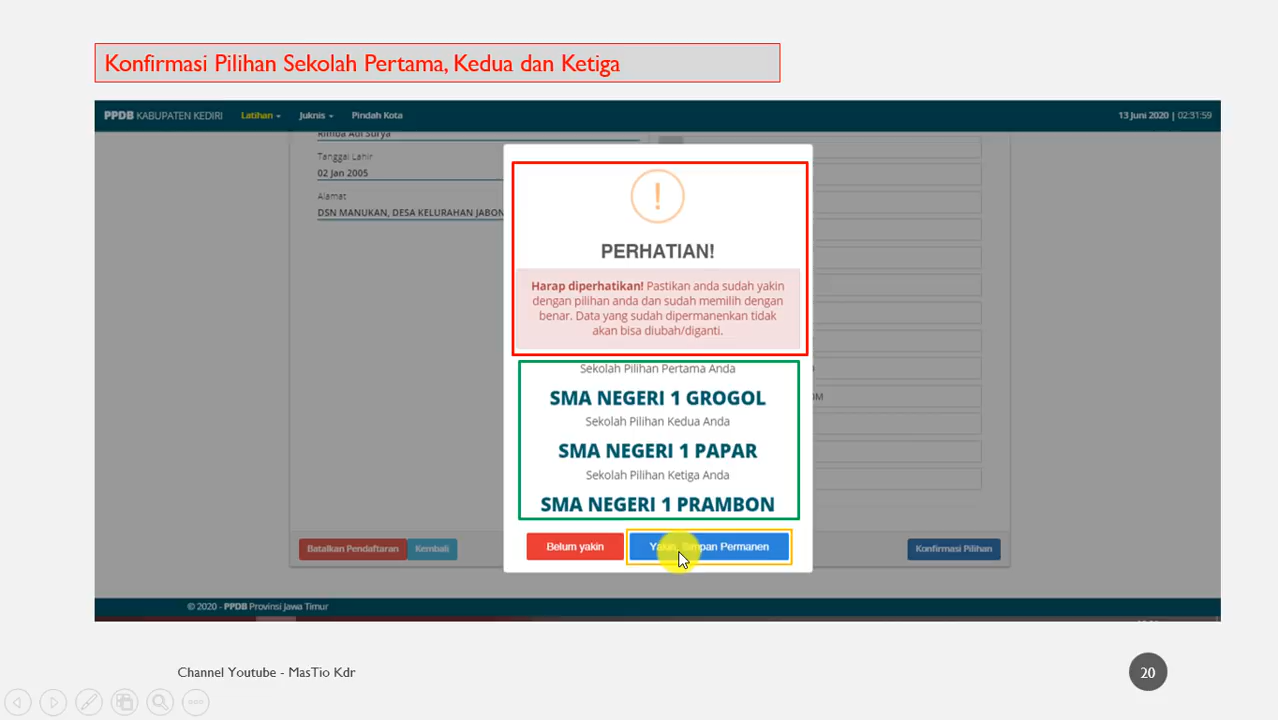 Konfirmasi Pilihan Sekolah Pertama, Kedua dan Ketiga
PPDB KABUPATEN KEDIRI Latihan Juknis Pindah Kota 13 Juni 2020 | 02:31:59
Rimba Adi Surya
Tanggal Lahir
02 Jan 2005
Alamat
DSN MANUKAN, DESA KELURAHAN JABON
!
PERHATIAN!
Harap diperhatikan! Pastikan anda sudah yakin
dengan pilihan anda dan sudah memilih dengan
benar. Data yang sudah dipermanenkan tidak
akan bisa diubah/diganti.
Sekolah Pilihan Pertama Anda
SMA NEGERI 1 GROGOL
Sekolah Pilihan Kedua Anda
SMA NEGERI 1 PAPAR
Sekolah Pilihan Ketiga Anda
SMA NEGERI 1 PRAMBON
Belum yakin Yakin, Simpan Permanen
Batalkan Pendaftaran Kembali Konfirmasi Pilihan
© 2020 - PPDB Provinsi Jawa Timur
Channel Youtube - MasTio Kdr
20